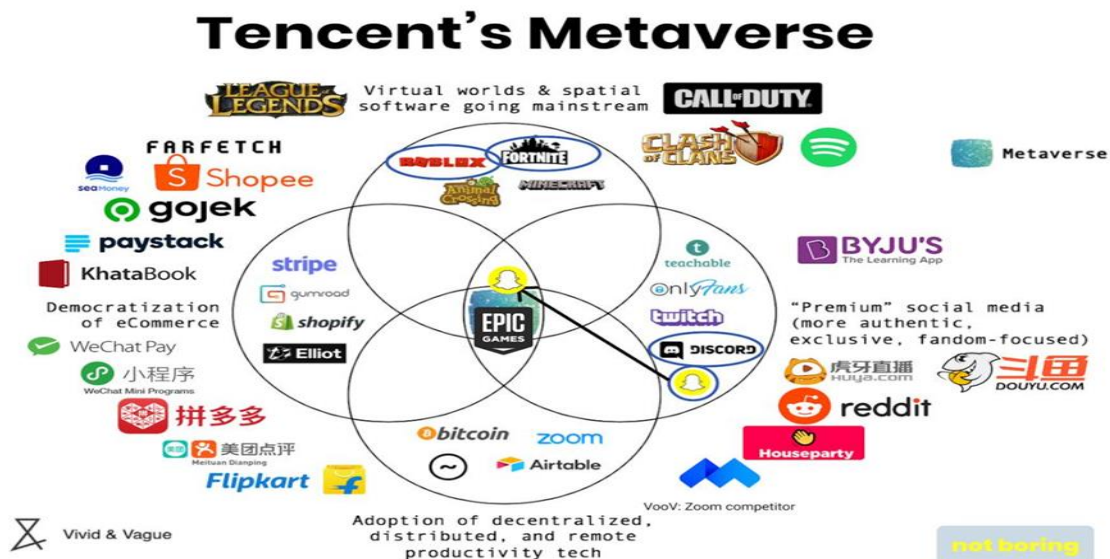 Tencent's Metaverse
LEAGUE OF LEGENDS
Virtual worlds & spatial
software going mainstream
CALL OF DUTY
FARFETCH
ROBLOX
FORTNITE
CLASH OF CLANS
Metaverse
seaMoney
Shopee
Animal Crossing
MINECRAFT
gojek
paystack
stripe
teachable
BYJU'S
The Learning App
KhataBook
gumroad
OnlyFans
Democratization
of eCommerce
shopify
EPIC
GAMES
twitch
"Premium" social media
(more authentic,
exclusive, fandom-focused)
WeChat Pay
Elliot
DISCORD
小程序
WeChat Mini Programs
虎牙直播
HUYA.COM
斗鱼
DOUYU.COM
拼多多
reddit
美团
美团点评
Meituan Dianping
bitcoin
zoom
Houseparty
Flipkart
~
Airtable
VooV: Zoom competitor
Vivid & Vague
Adoption of decentralized,
distributed, and remote
productivity tech
not boring